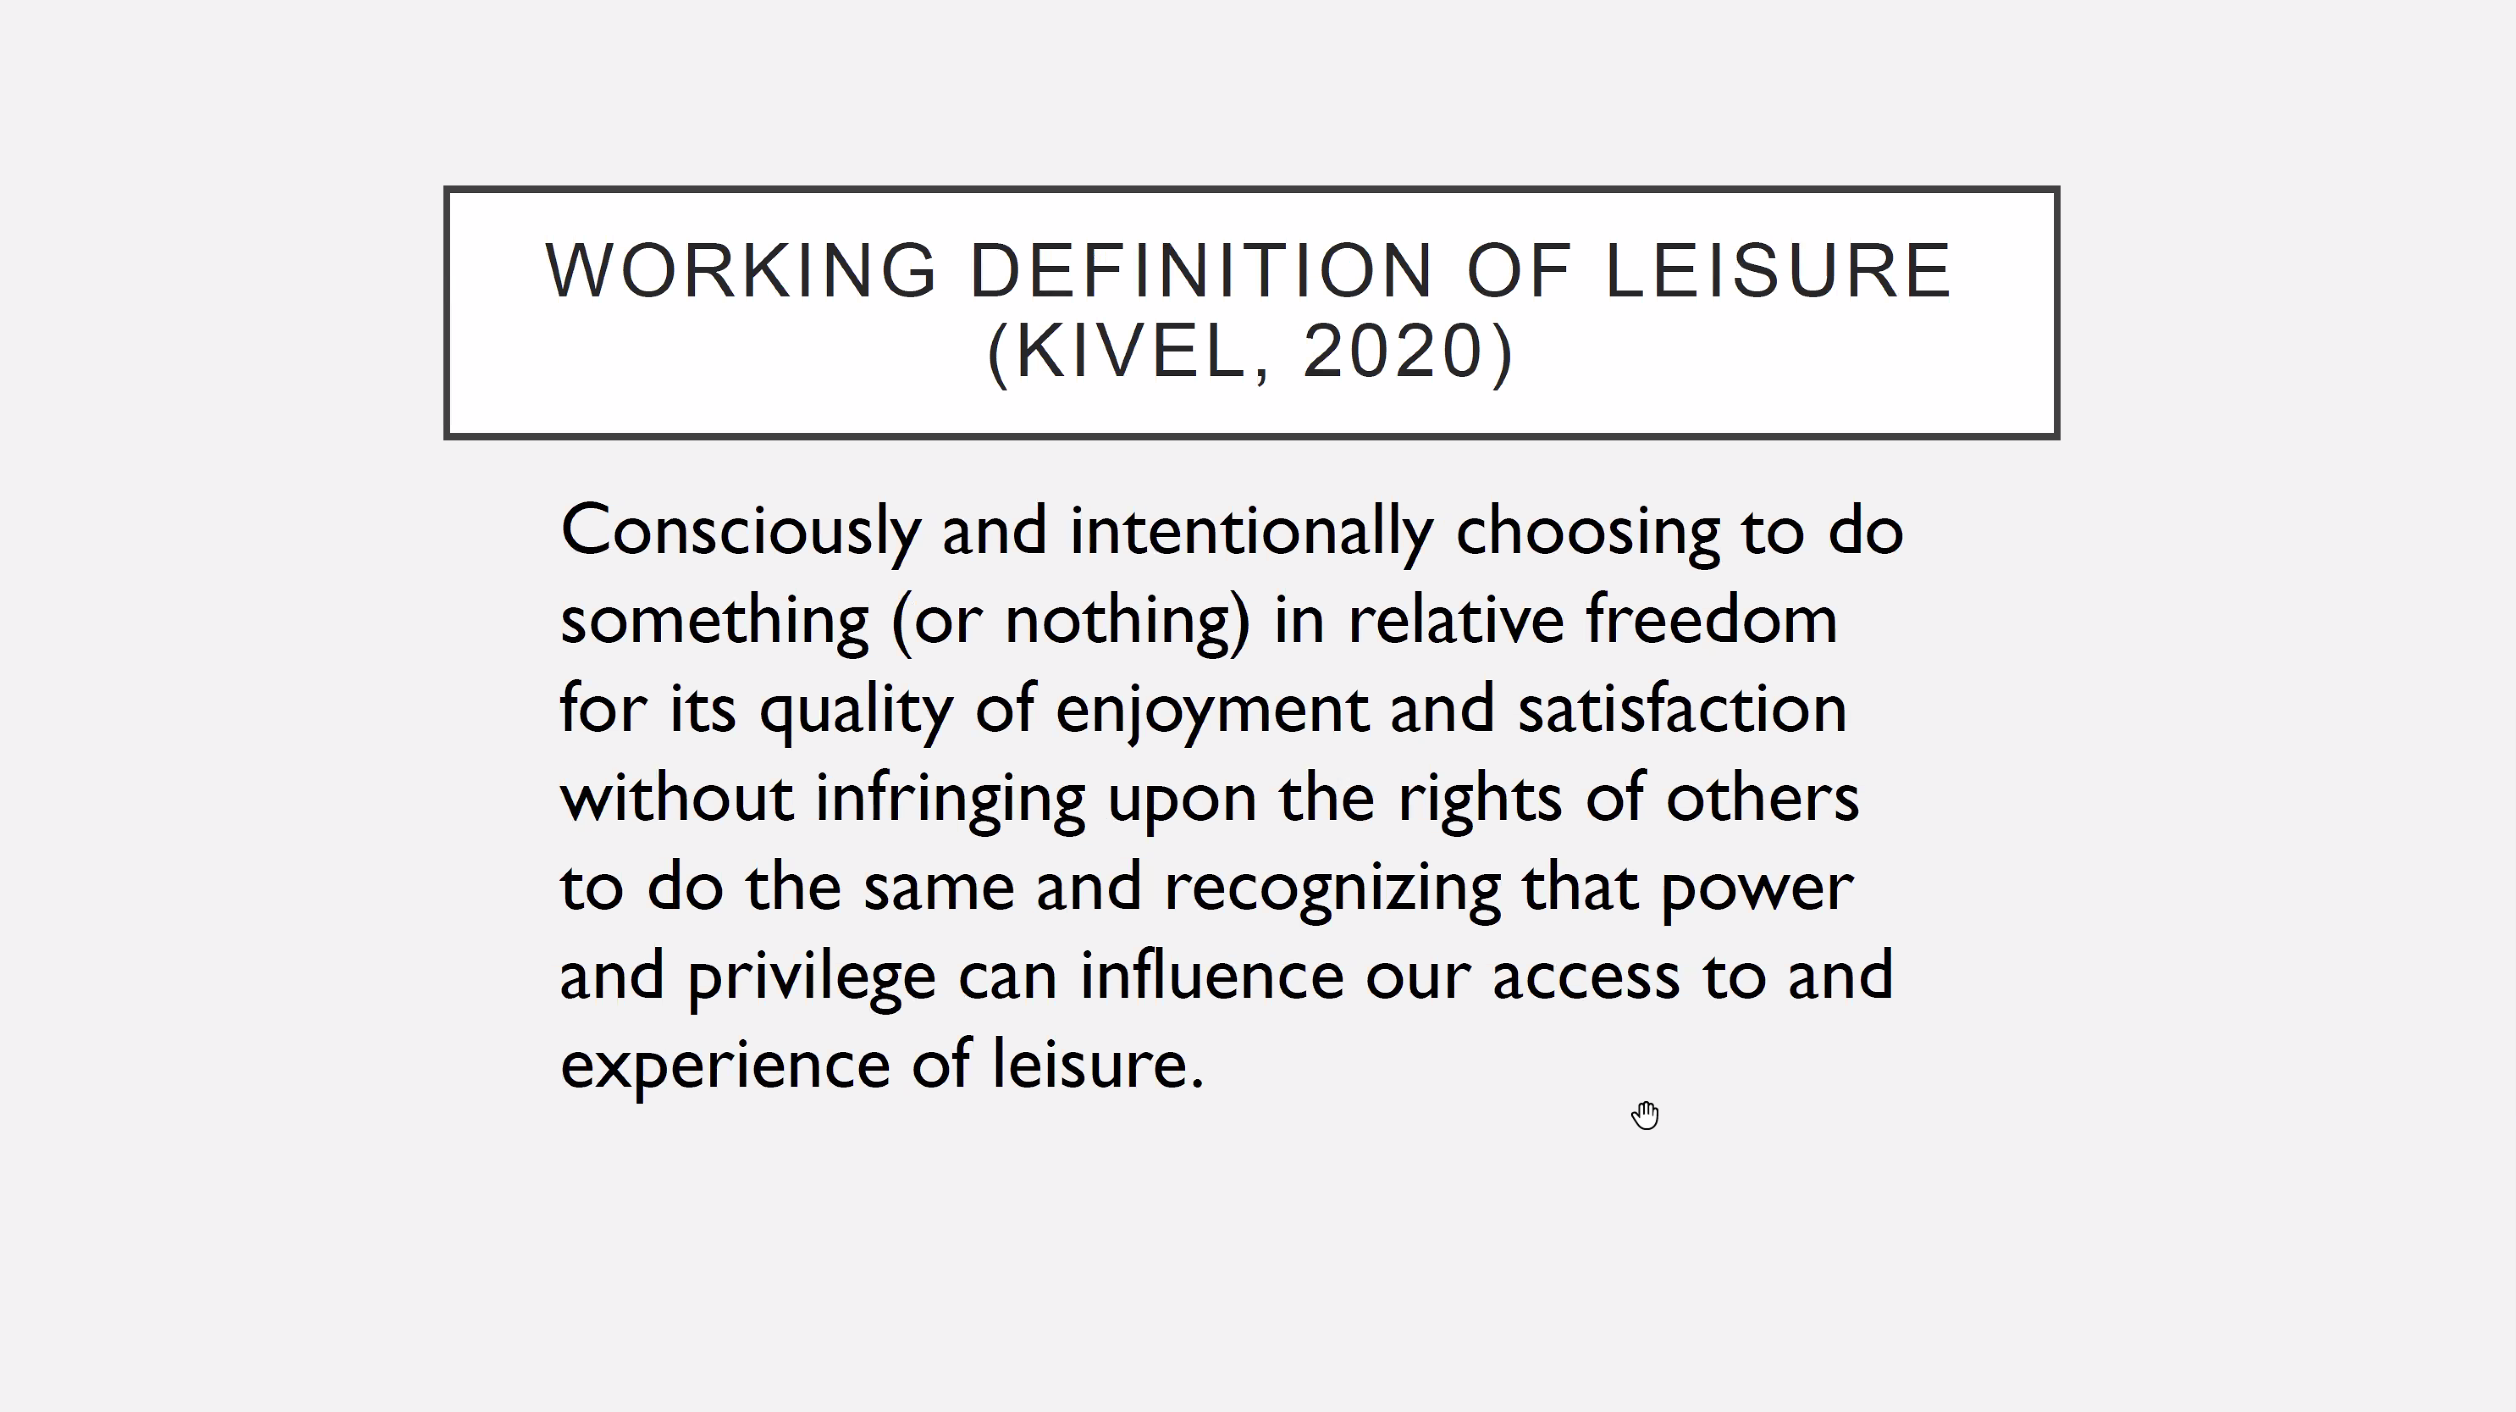 WORKING DEFINITION OF LEISURE
(KIVEL, 2020)
Consciously and intentionally choosing to do
something (or nothing) in relative freedom
for its quality of enjoyment and satisfaction
without infringing upon the rights of others
to do the same and recognizing that power
and privilege can influence our access to and
experience of leisure.